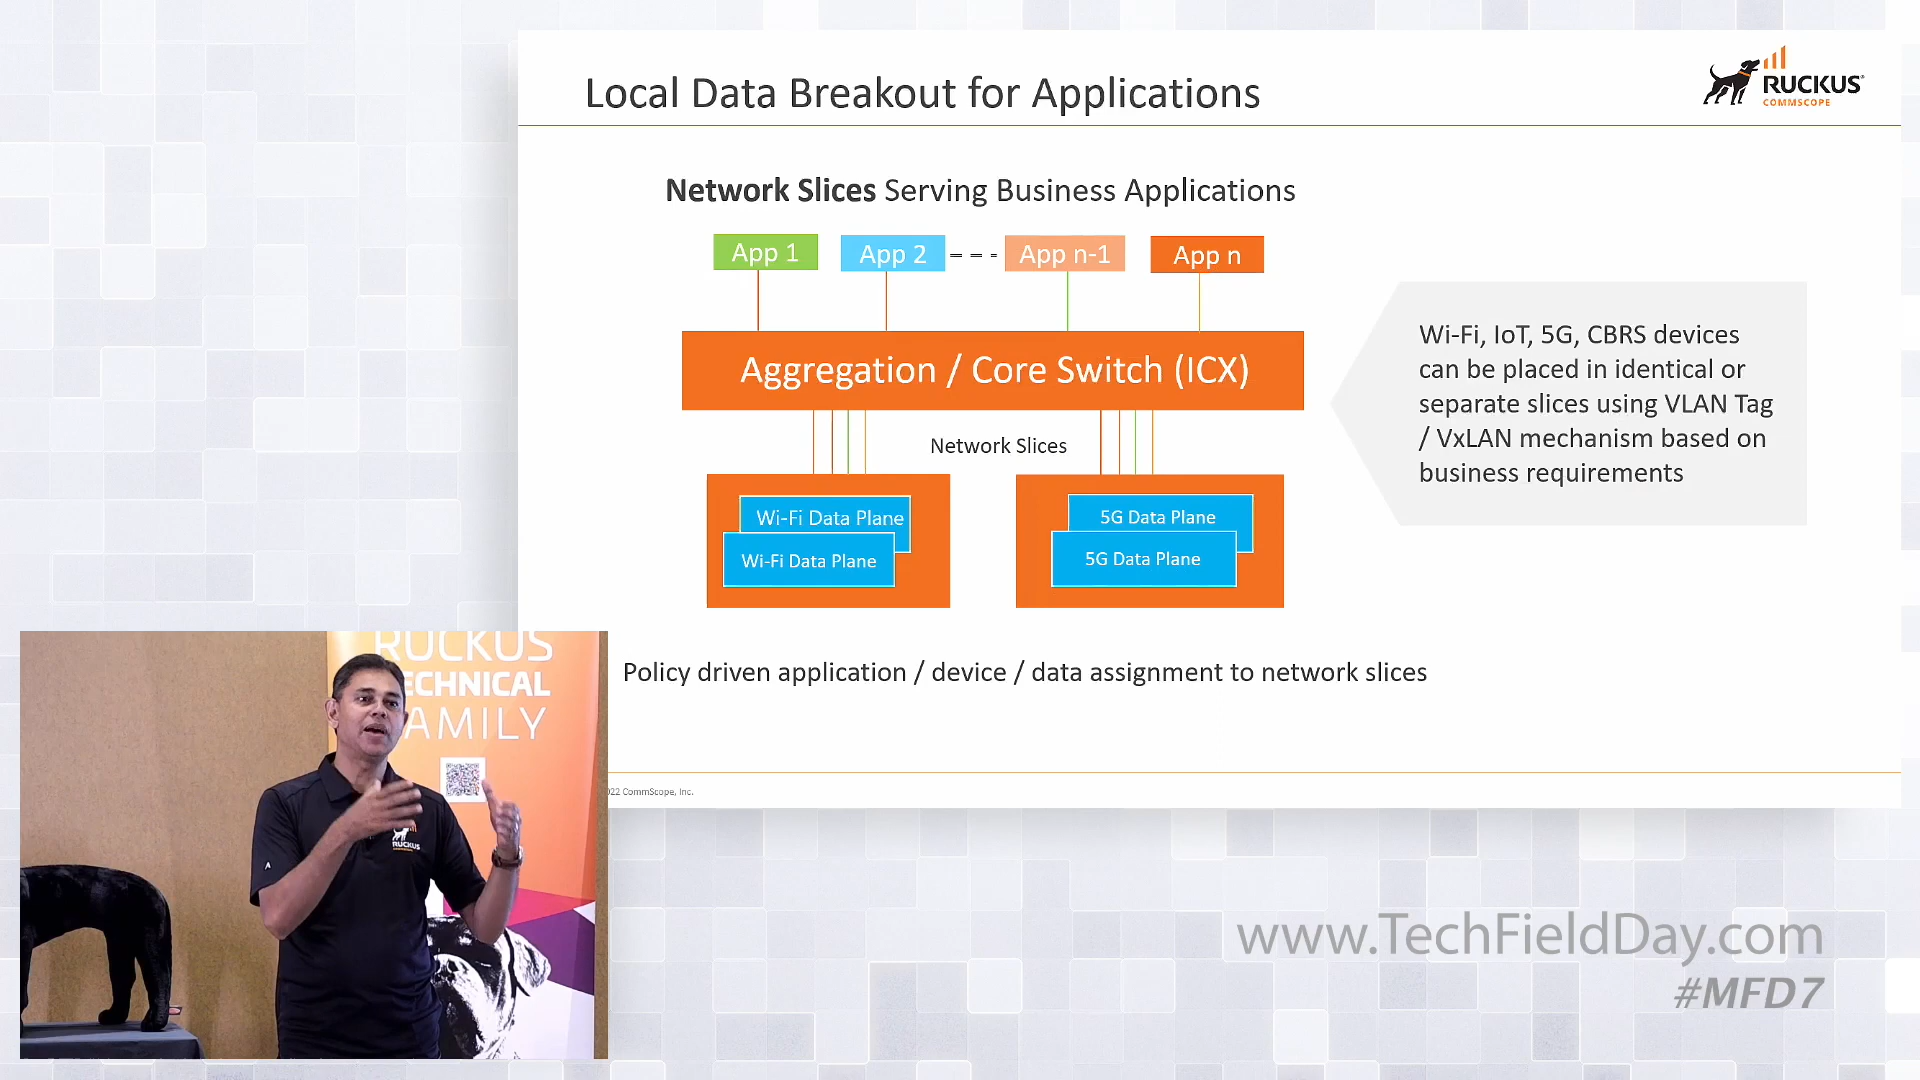 Local Data Breakout for Applications
RUCKUS
COMMSCOPE
Network Slices Serving Business Applications
App 1
App 2
App n-1
App n
Aggregation / Core Switch (ICX)
Network Slices
Wi-Fi Data Plane
Wi-Fi Data Plane
5G Data Plane
5G Data Plane
Wi-Fi, IoT, 5G, CBRS devices
can be placed in identical or
separate slices using VLAN Tag
/ VxLAN mechanism based on
business requirements
Policy driven application / device / data assignment to network slices
22 CommScope, Inc.
RUCKUS
ECHNICAL
AMILY
RUCKUS
www.TechFieldDay.com
#MFD7